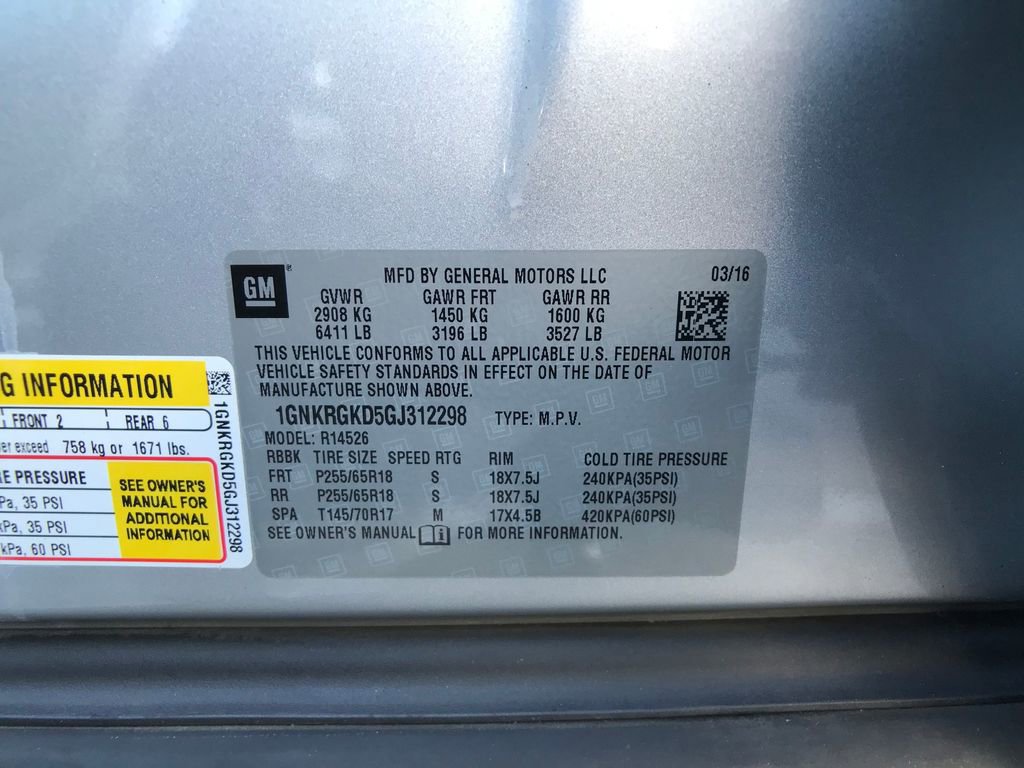 GM ®
MFD BY GENERAL MOTORS LLC 03/16
GVWR GAWR FRT GAWR RR
2908 KG 1450 KG 1600 KG
6411 LB 3196 LB 3527 LB
THIS VEHICLE CONFORMS TO ALL APPLICABLE U.S. FEDERAL MOTOR
VEHICLE SAFETY STANDARDS IN EFFECT ON THE DATE OF
MANUFACTURE SHOWN ABOVE.
1GNKRGKD5GJ312298 TYPE: M.P.V.
MODEL: R14526
RBBK TIRE SIZE SPEED RTG RIM COLD TIRE PRESSURE
FRT P255/65R18 S 18X7.5J 240KPA(35PSI)
RR P255/65R18 S 18X7.5J 240KPA(35PSI)
SPA T145/70R17 M 17X4.5B 420KPA(60PSI)
SEE OWNER'S MANUAL FOR MORE INFORMATION.
G INFORMATION
FRONT 2 REAR 6
er exceed 758 kg or 1671 lbs.
E PRESSURE
Pa, 35 PSI
kPa, 35 PSI
kPa, 60 PSI
SEE OWNER'S
MANUAL FOR
ADDITIONAL
INFORMATION
1GNKRGKD5GJ312298